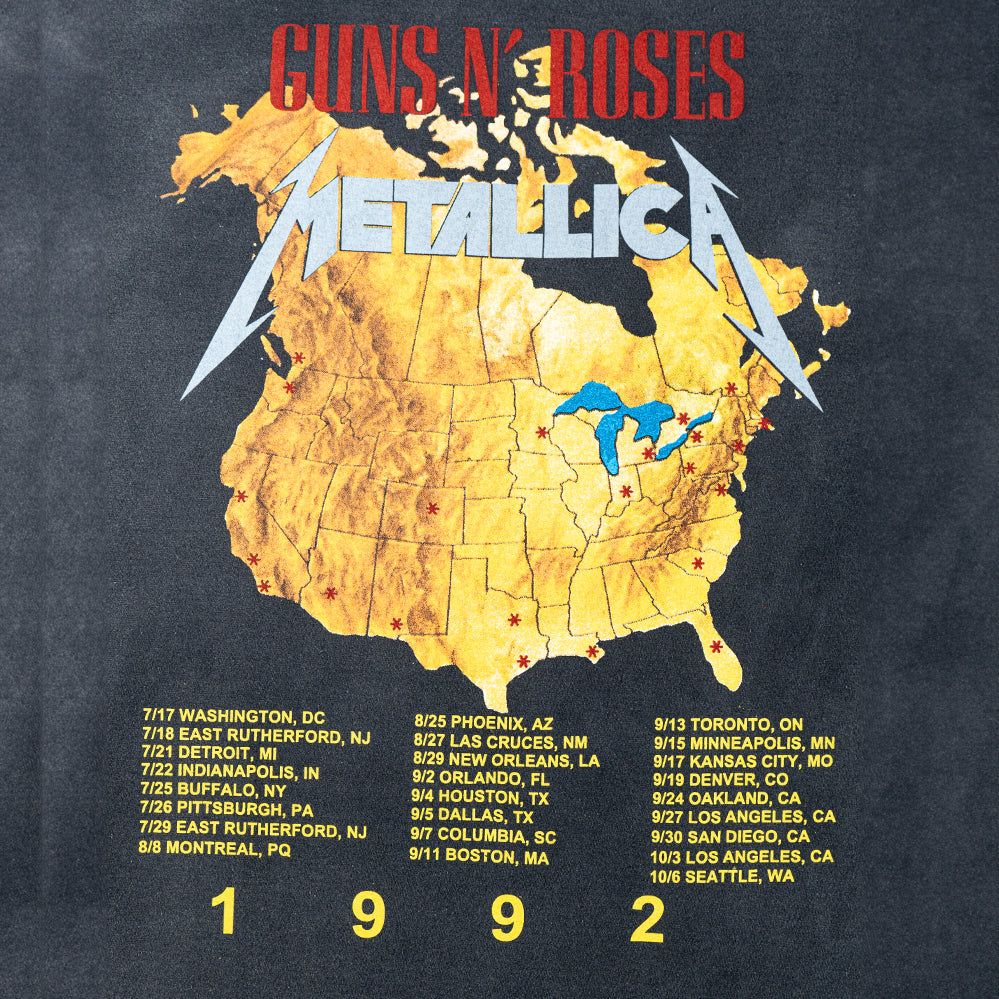 GUNS N' ROSES
METALLICA
7/17 WASHINGTON, DC
7/18 EAST RUTHERFORD, NJ
7/21 DETROIT, MI
7/22 INDIANAPOLIS, IN
7/25 BUFFALO, NY
7/26 PITTSBURGH, PA
7/29 EAST RUTHERFORD, NJ
8/8 MONTREAL, PQ
8/25 PHOENIX, AZ
8/27 LAS CRUCES, NM
8/29 NEW ORLEANS, LA
9/2 ORLANDO, FL
9/4 HOUSTON, TX
9/5 DALLAS, TX
9/7 COLUMBIA, SC
9/11 BOSTON, MA
9/13 TORONTO, ON
9/15 MINNEAPOLIS, MN
9/17 KANSAS CITY, MO
9/19 DENVER, CO
9/24 OAKLAND, CA
9/27 LOS ANGELES, CA
9/30 SAN DIEGO, CA
10/3 LOS ANGELES, CA
10/6 SEATTLE, WA
1 9 9 2